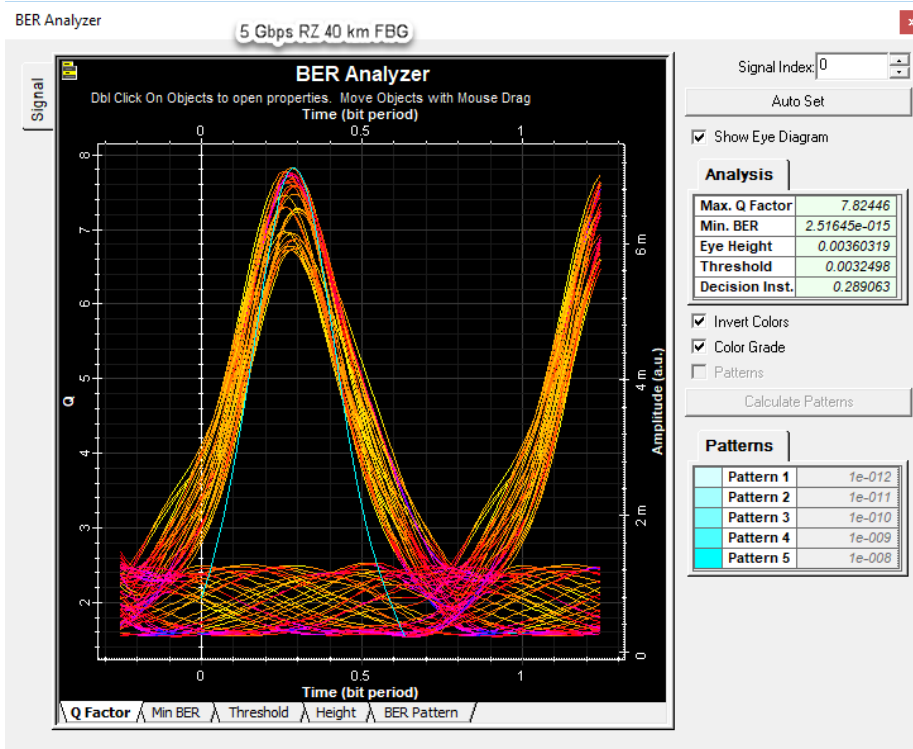 BER Analyzer
5 Gbps RZ 40 km FBG
Signal
BER Analyzer
Dbl Click On Objects to open properties. Move Objects with Mouse Drag
Time (bit period)
0 0.5 1
8
7
6
5
4
3
2
Q
6 m
4 m
2 m
0
Amplitude (a.u.)
0 0.5 1
Time (bit period)
Q Factor Min BER Threshold Height BER Pattern
Signal Index: 0
Auto Set
Show Eye Diagram
Analysis
Max. Q Factor 7.82446
Min. BER 2.51645e-015
Eye Height 0.00360319
Threshold 0.0032498
Decision Inst. 0.289063
Invert Colors
Color Grade
Patterns
Calculate Patterns
Patterns
Pattern 1 1e-012
Pattern 2 1e-011
Pattern 3 1e-010
Pattern 4 1e-009
Pattern 5 1e-008